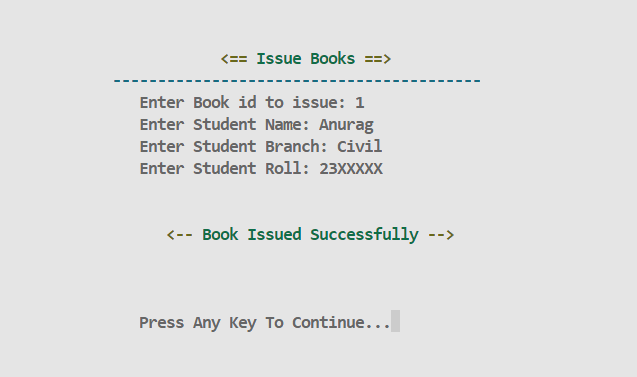 <== Issue Books ==>
-----------------------------------------
Enter Book id to issue: 1
Enter Student Name: Anurag
Enter Student Branch: Civil
Enter Student Roll: 23XXXXX
<-- Book Issued Successfully -->
Press Any Key To Continue...